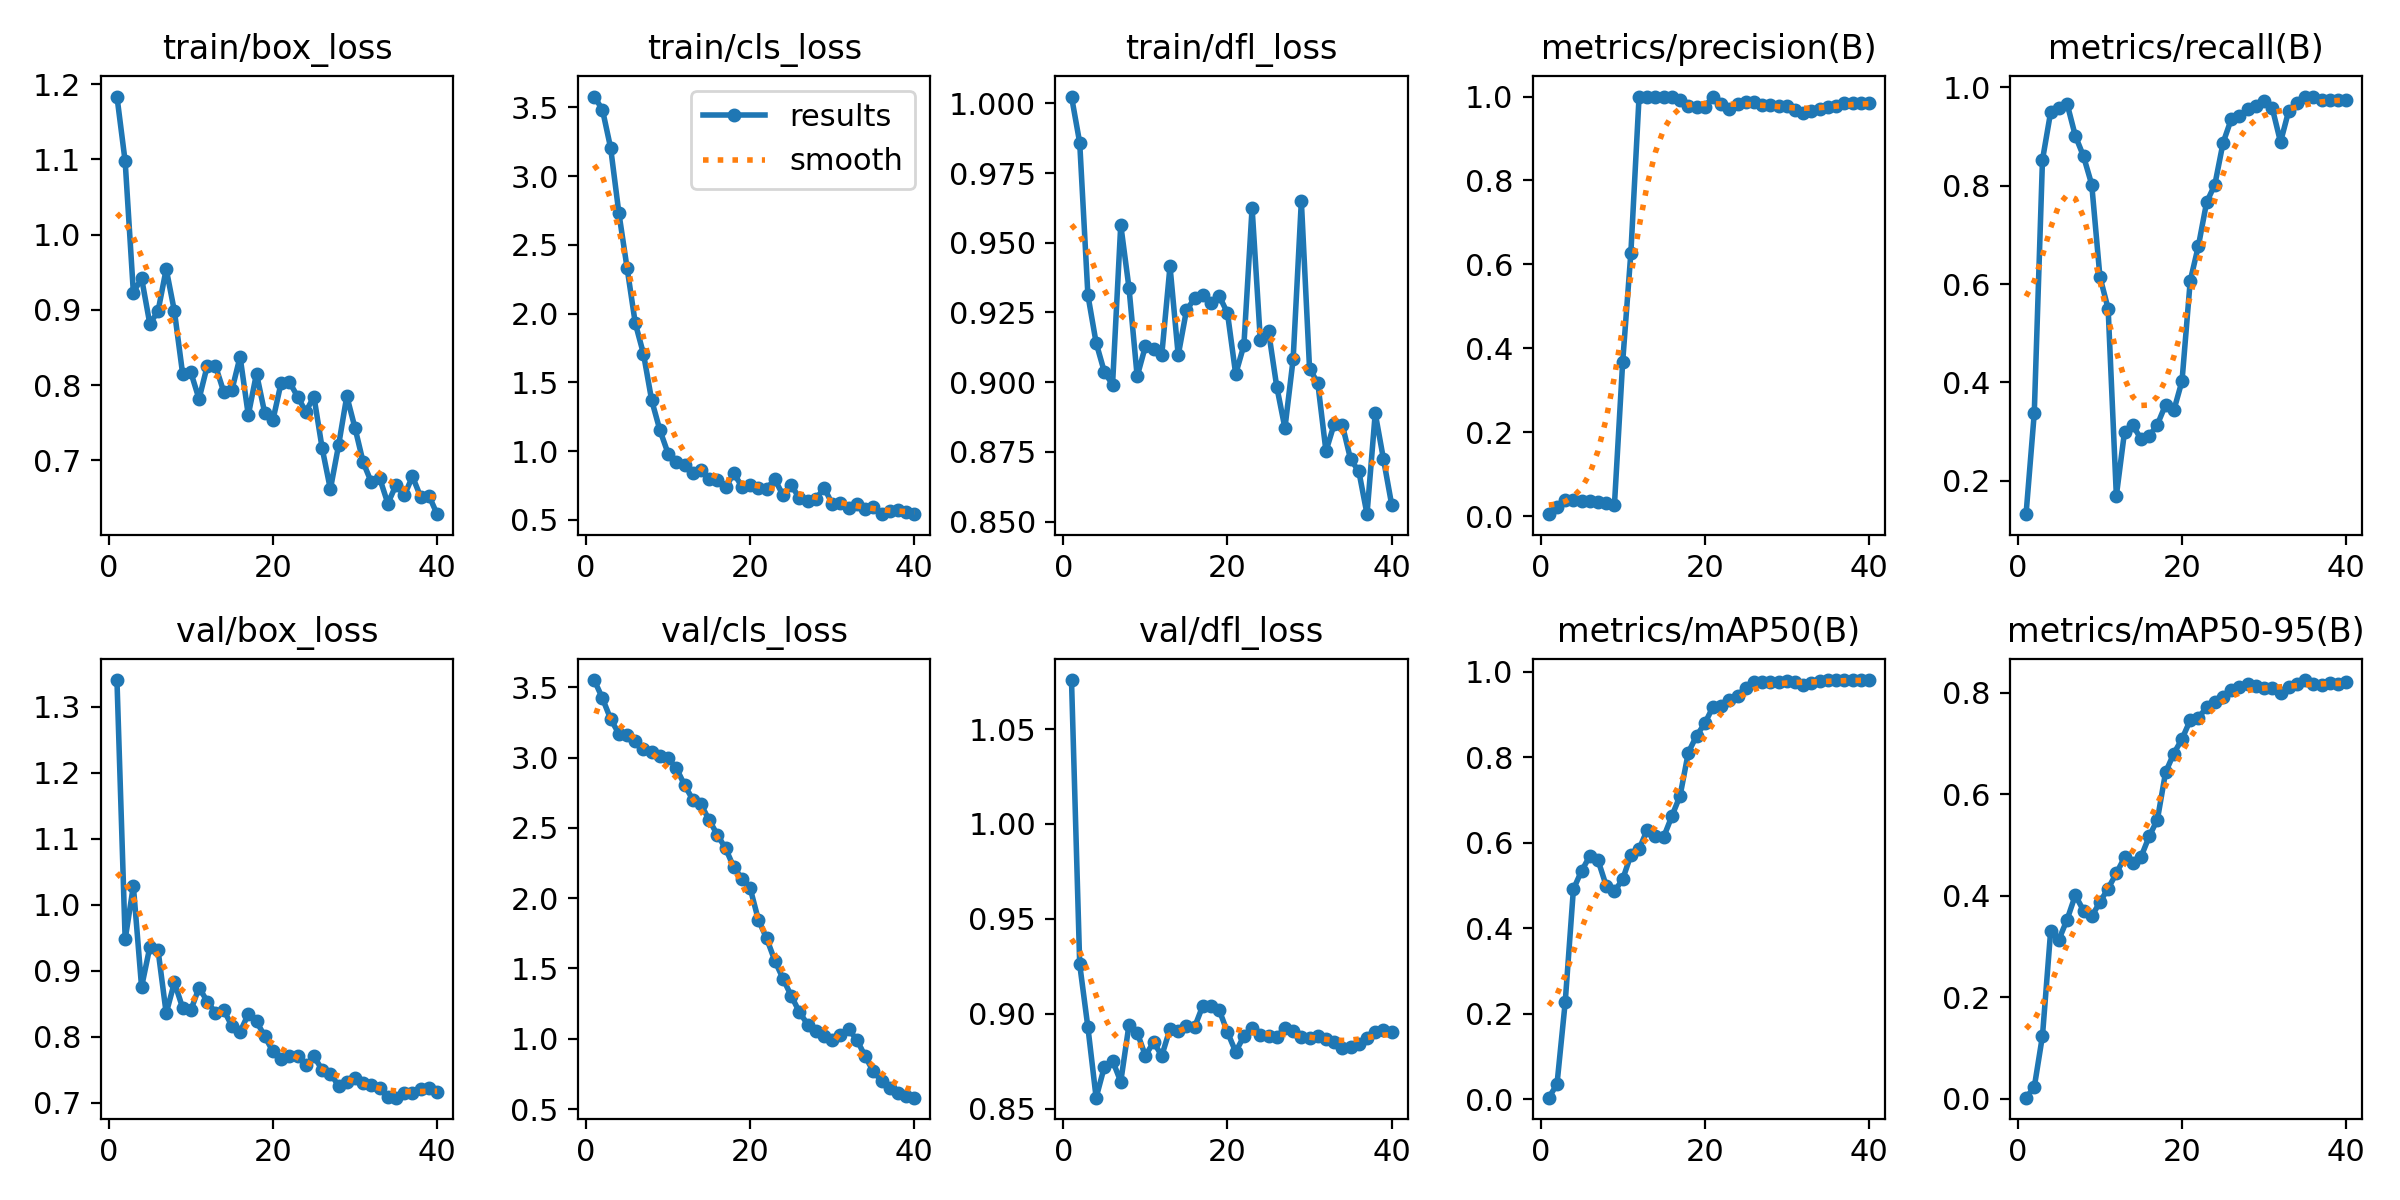 train/box_loss
1.2
1.1
1.0
0.9
0.8
0.7
0 20 40
train/cls_loss
results
smooth
3.5
3.0
2.5
2.0
1.5
1.0
0.5
0 20 40
train/dfl_loss
1.000
0.975
0.950
0.925
0.900
0.875
0.850
0 20 40
metrics/precision(B)
1.0
0.8
0.6
0.4
0.2
0.0
0 20 40
metrics/recall(B)
1.0
0.8
0.6
0.4
0.2
0 20 40
val/box_loss
1.3
1.2
1.1
1.0
0.9
0.8
0.7
0 20 40
val/cls_loss
3.5
3.0
2.5
2.0
1.5
1.0
0.5
0 20 40
val/dfl_loss
1.05
1.00
0.95
0.90
0.85
0 20 40
metrics/mAP50(B)
1.0
0.8
0.6
0.4
0.2
0.0
0 20 40
metrics/mAP50-95(B)
0.8
0.6
0.4
0.2
0.0
0 20 40